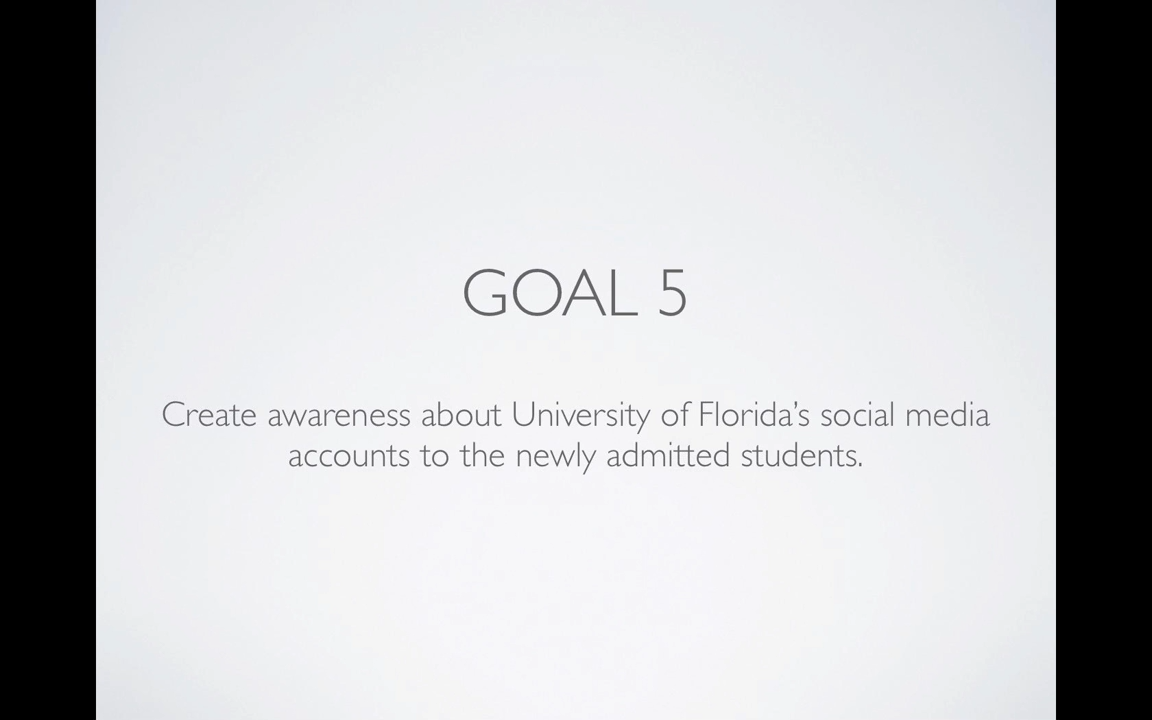 GOAL 5
Create awareness about University of Florida’s social media
accounts to the newly admitted students.